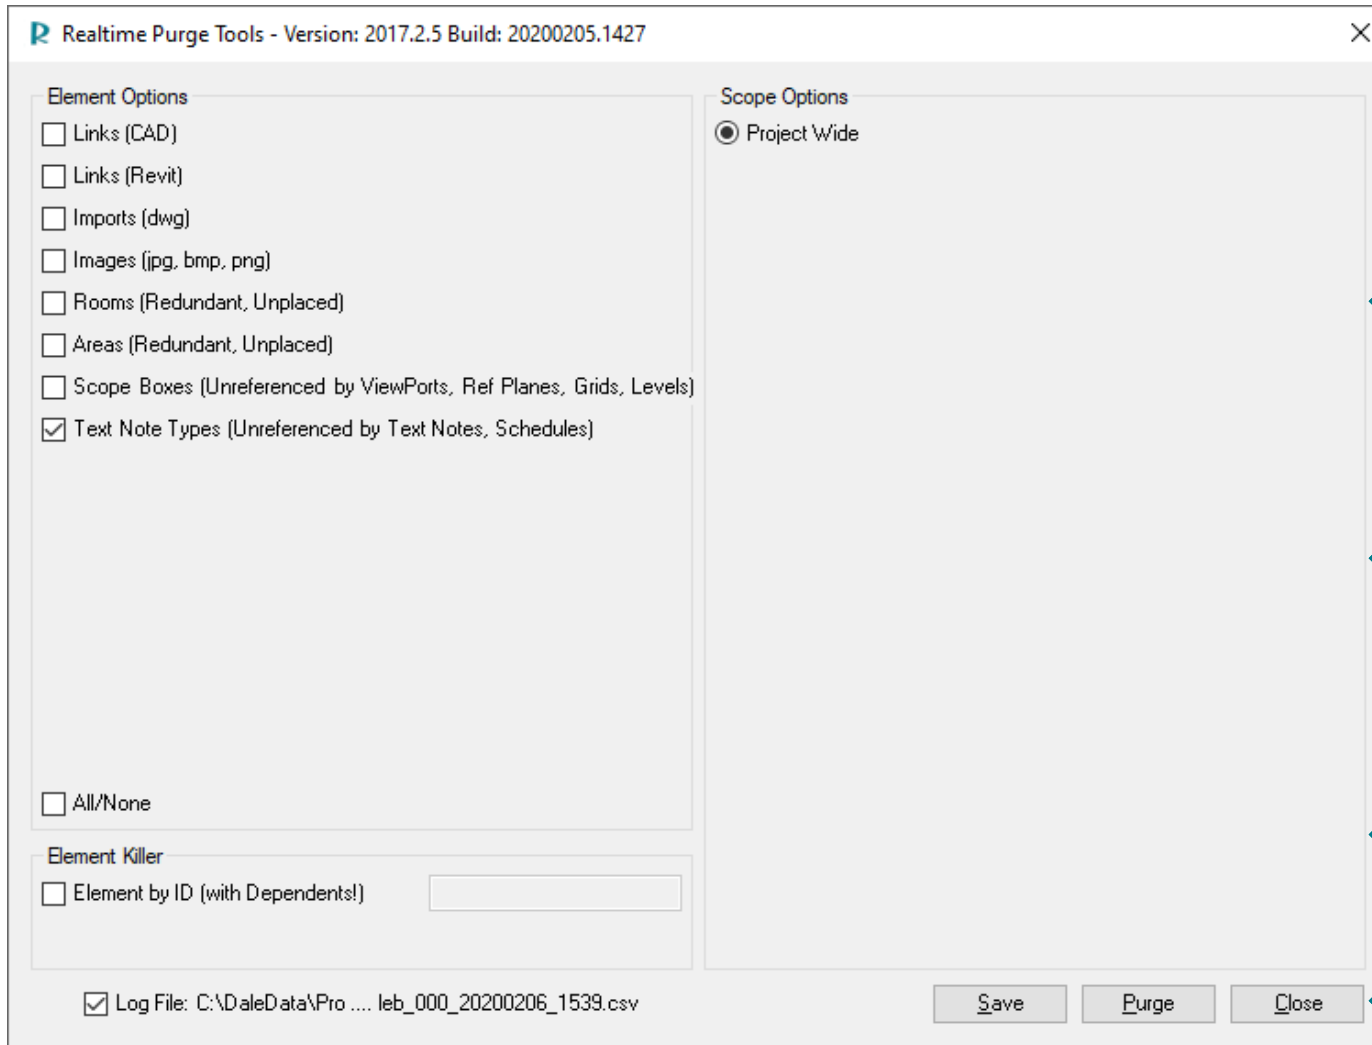 Realtime Purge Tools - Version: 2017.2.5 Build: 20200205.1427
Element Options
Links (CAD)
Links (Revit)
Imports (dwg)
Images (jpg, bmp, png)
Rooms (Redundant, Unplaced)
Areas (Redundant, Unplaced)
Scope Boxes (Unreferenced by ViewPorts, Ref Planes, Grids, Levels)
Text Note Types (Unreferenced by Text Notes, Schedules)
All/None
Element Killer
Element by ID (with Dependents!)
Scope Options
Project Wide
Log File: C:\DaleData\Pro .... leb_000_20200206_1539.csv
Save Purge Close